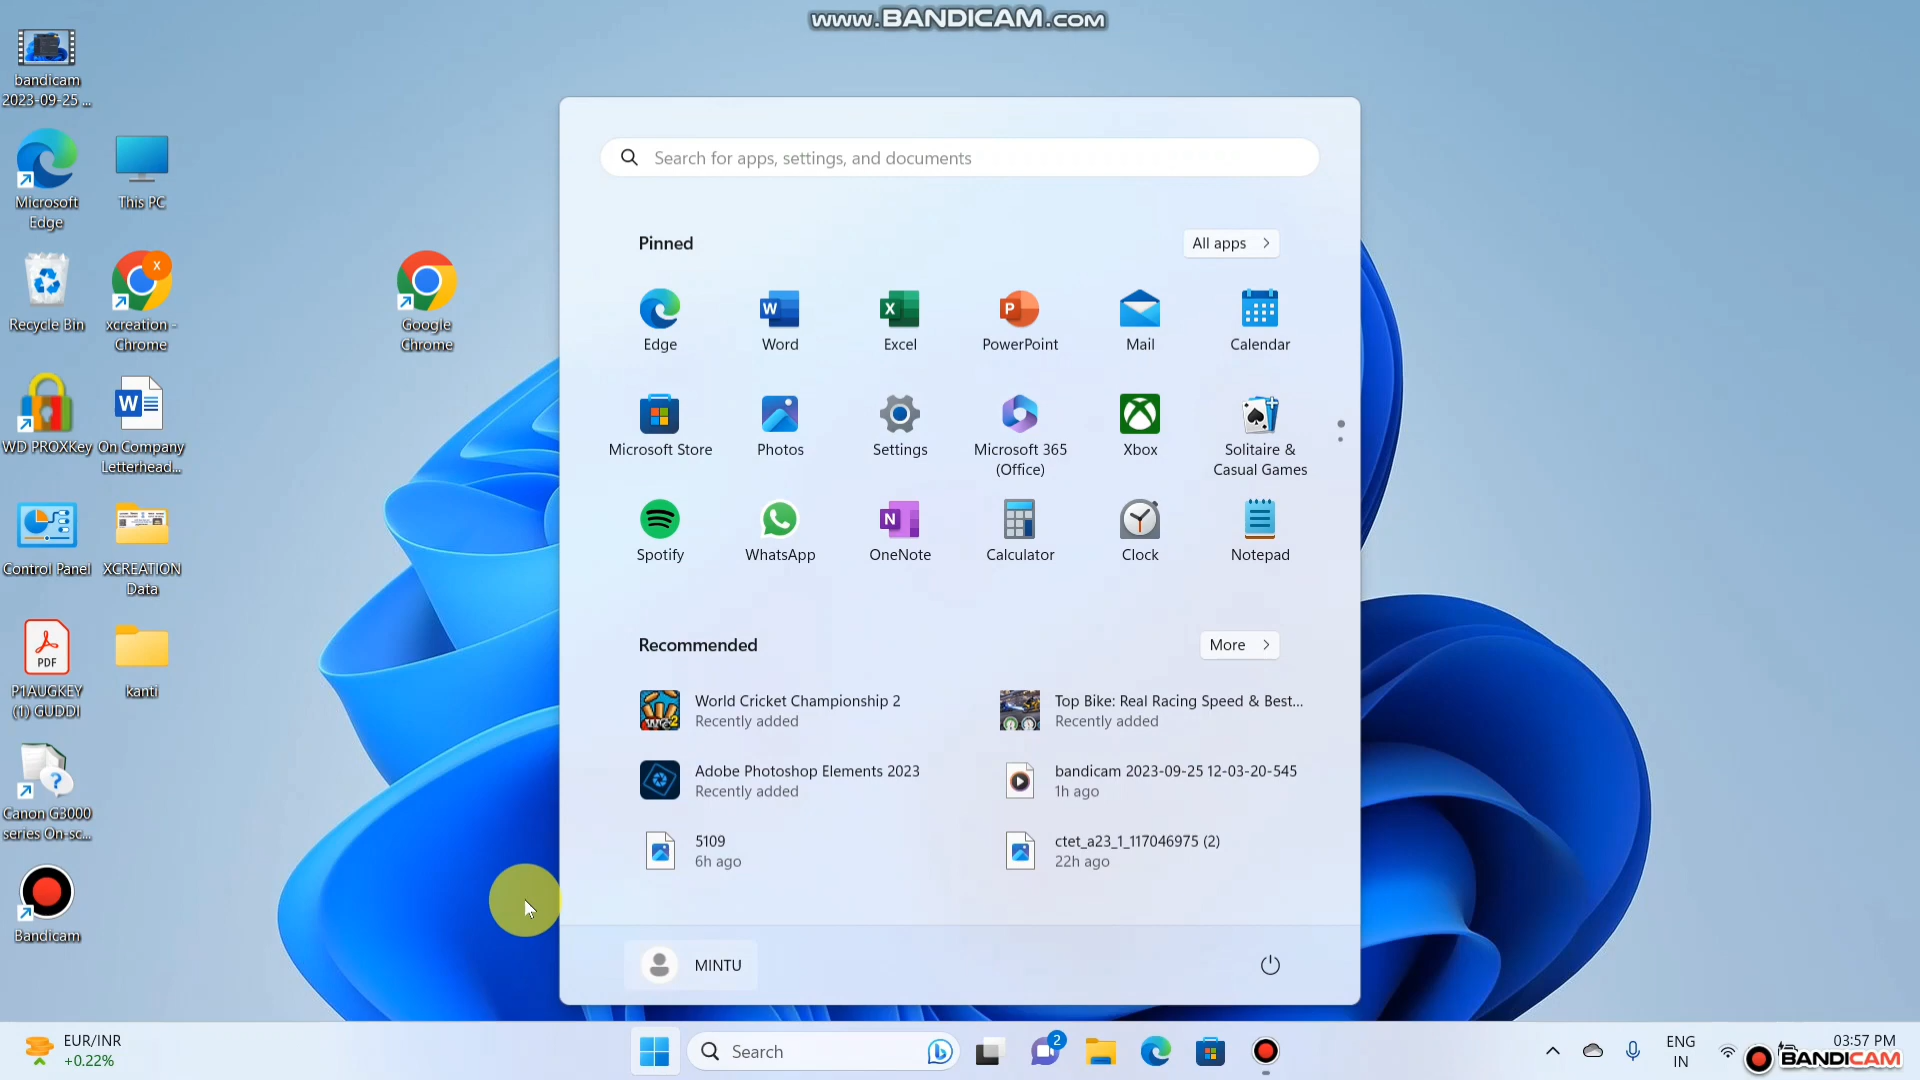 www.BANDICAM.com
bandicam
2023-09-25 ...
Microsoft
Edge
This PC
Recycle Bin
xcreation -
Chrome
Google
Chrome
WD PROXKey
On Company
Letterhead...
Control Panel
XCREATION
Data
PDF
P1AUGKEY
(1) GUDDI
kanti
Canon G3000
series On-sc...
Bandicam
Search for apps, settings, and documents
Pinned
All apps
Edge
Word
Excel
PowerPoint
Mail
Calendar
Microsoft Store
Photos
Settings
Microsoft 365
(Office)
Xbox
Solitaire &
Casual Games
Spotify
WhatsApp
OneNote
Calculator
Clock
Notepad
Recommended
More
World Cricket Championship 2
Recently added
Top Bike: Real Racing Speed & Best...
Recently added
Adobe Photoshop Elements 2023
Recently added
bandicam 2023-09-25 12-03-20-545
1h ago
5109
6h ago
ctet_a23_1_117046975 (2)
22h ago
MINTU
EUR/INR
+0.22%
Search
2
ENG
IN
03:57 PM
BANDICAM